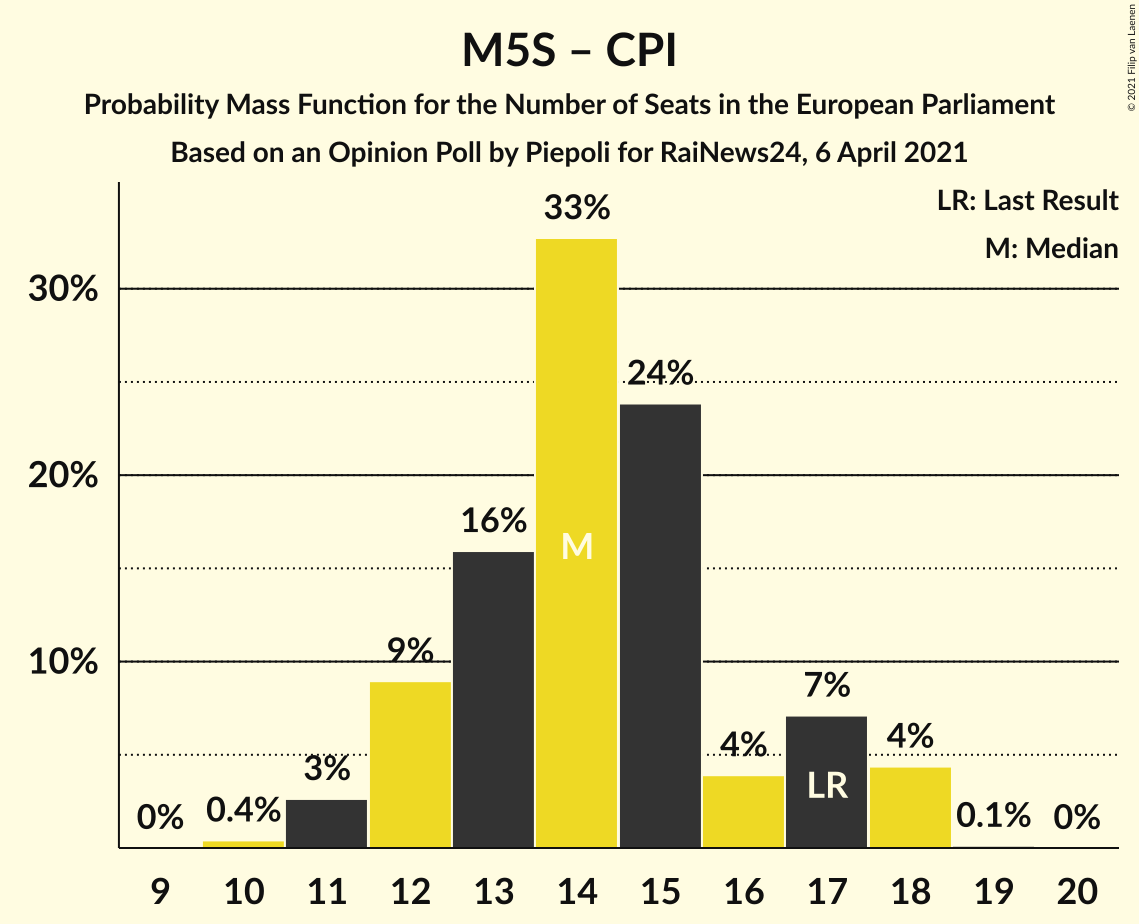 M5S – CPI
Probability Mass Function for the Number of Seats in the European Parliament
Based on an Opinion Poll by Piepoli for RaiNews24, 6 April 2021
© 2021 Filip van Laenen
LR: Last Result
M: Median
30%
20%
10%
0%
0.4%
3%
9%
16%
33%
24%
4%
7%
4%
0.1%
0%
M
LR
9 10 11 12 13 14 15 16 17 18 19 20